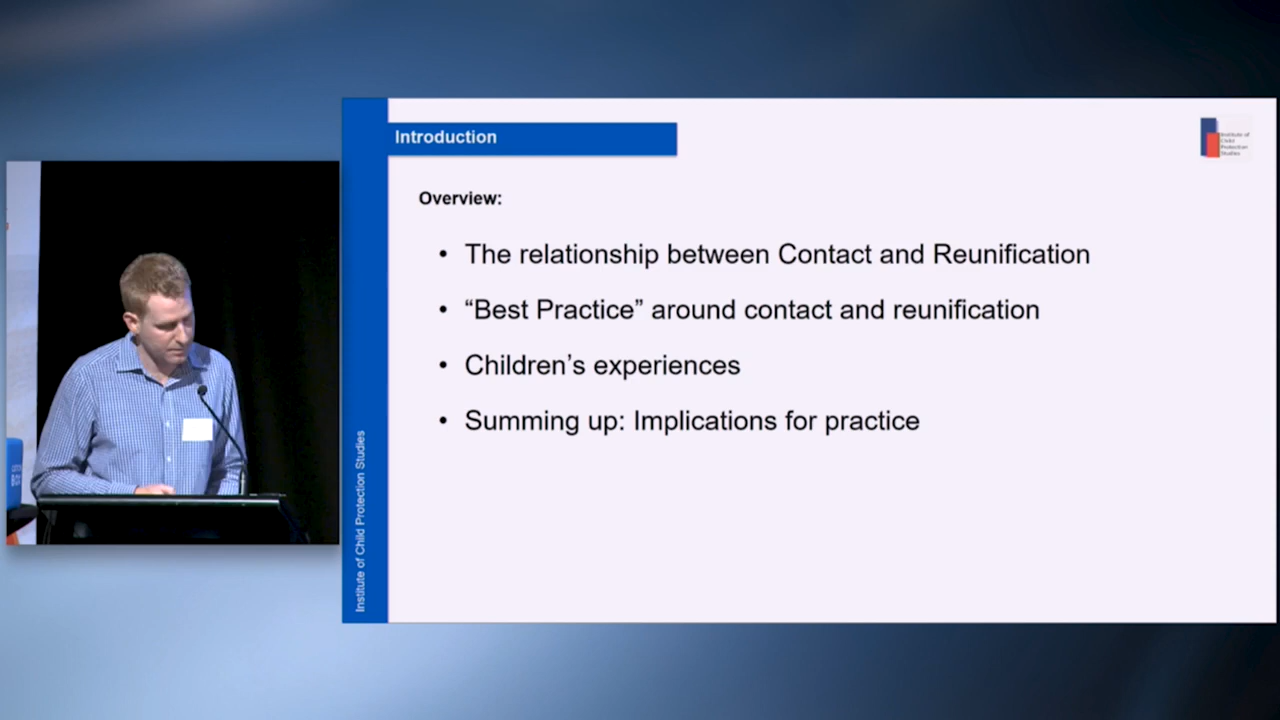 Introduction
Institute of
Child
Protection
Studies
Overview:
• The relationship between Contact and Reunification
• “Best Practice” around contact and reunification
• Children’s experiences
• Summing up: Implications for practice
Institute of Child Protection Studies